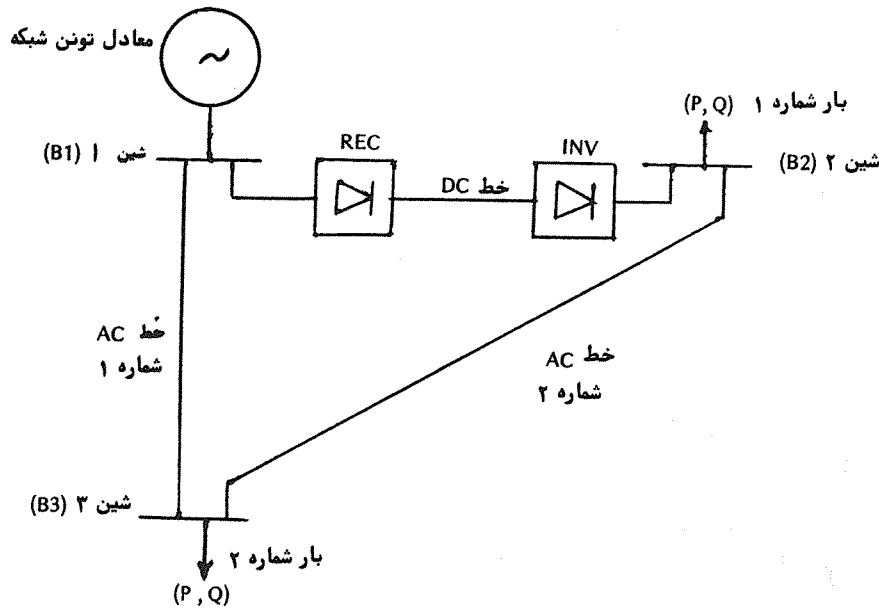 معادل تونن شبکه
~
شین ۱ (B1)
REC
INV
خط DC
(P, Q) بار شماره ۱
شین ۲ (B2)
خط AC
شماره ۱
خط AC
شماره ۲
شین ۳ (B3)
بار شماره ۲
(P, Q)